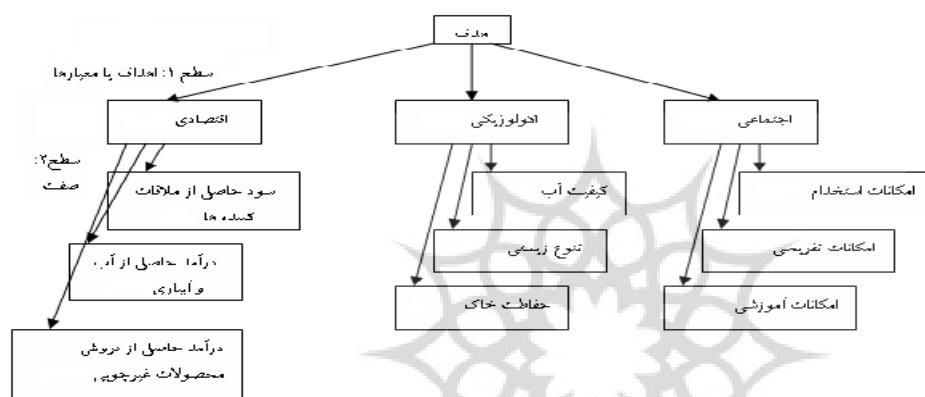 هدف
سطح ۱: اهداف یا معیارها
اقتصادی
اکولوزیکی
اجتماعی
سطح۲:
صفت
سود حاصل از ملاقات
کننده ها
کیفیت آب
امکانات استخدام
درآمد حاصل از آب
و آبیاری
تنوع زیستی
امکانات تفریحی
درآمد حاصل از فروش
محصولات غیرچوبی
حفاظت خاک
امکانات آموزشی